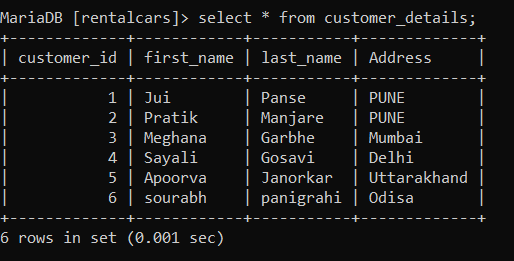 MariaDB [rentalcars]> select * from customer_details;
+-------------+------------+-----------+-------------+
| customer_id | first_name | last_name | Address     |
+-------------+------------+-----------+-------------+
|           1 | Jui        | Panse     | PUNE        |
|           2 | Pratik     | Manjare   | PUNE        |
|           3 | Meghana    | Garbhe    | Mumbai      |
|           4 | Sayali     | Gosavi    | Delhi       |
|           5 | Apoorva    | Janorkar  | Uttarakhand |
|           6 | sourabh    | panigrahi | Odisa       |
+-------------+------------+-----------+-------------+
6 rows in set (0.001 sec)